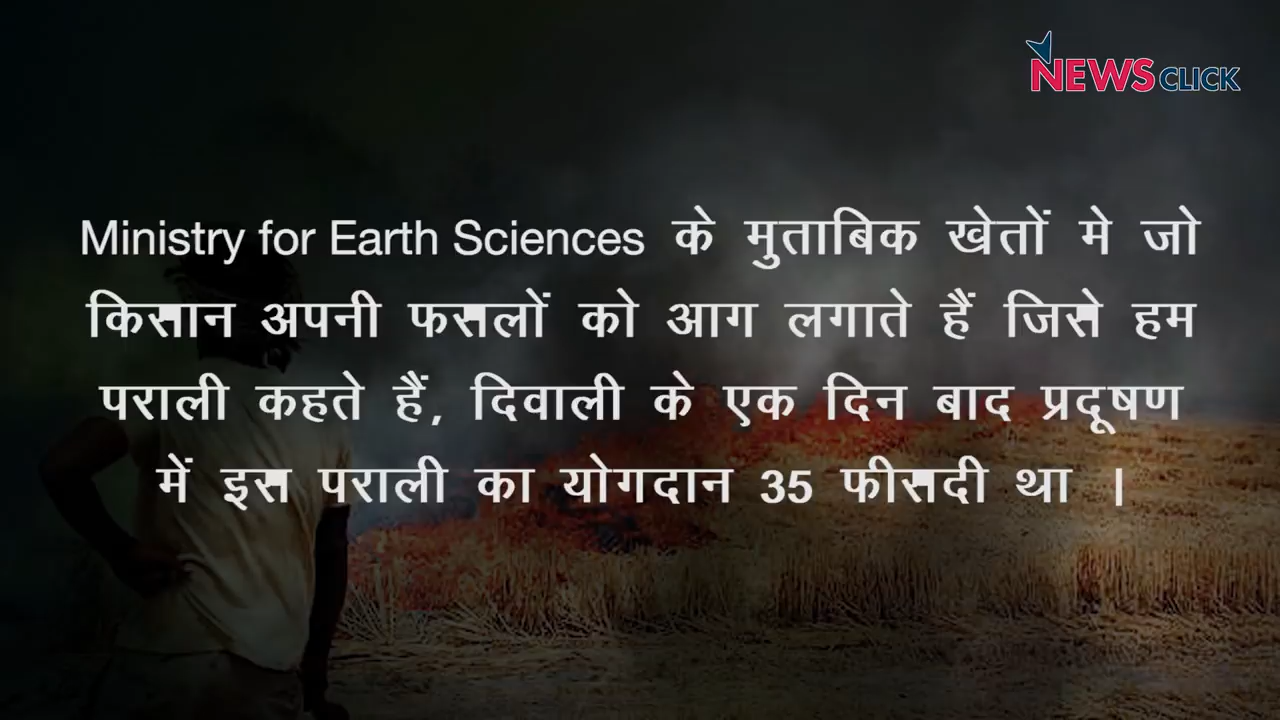 NEWSCLICK
Ministry for Earth Sciences के मुताबिक खेतों मे जो
किसान अपनी फसलों को आग लगाते हैं जिसे हम
पराली कहते हैं, दिवाली के एक दिन बाद प्रदूषण
में इस पराली का योगदान 35 फीसदी था ।